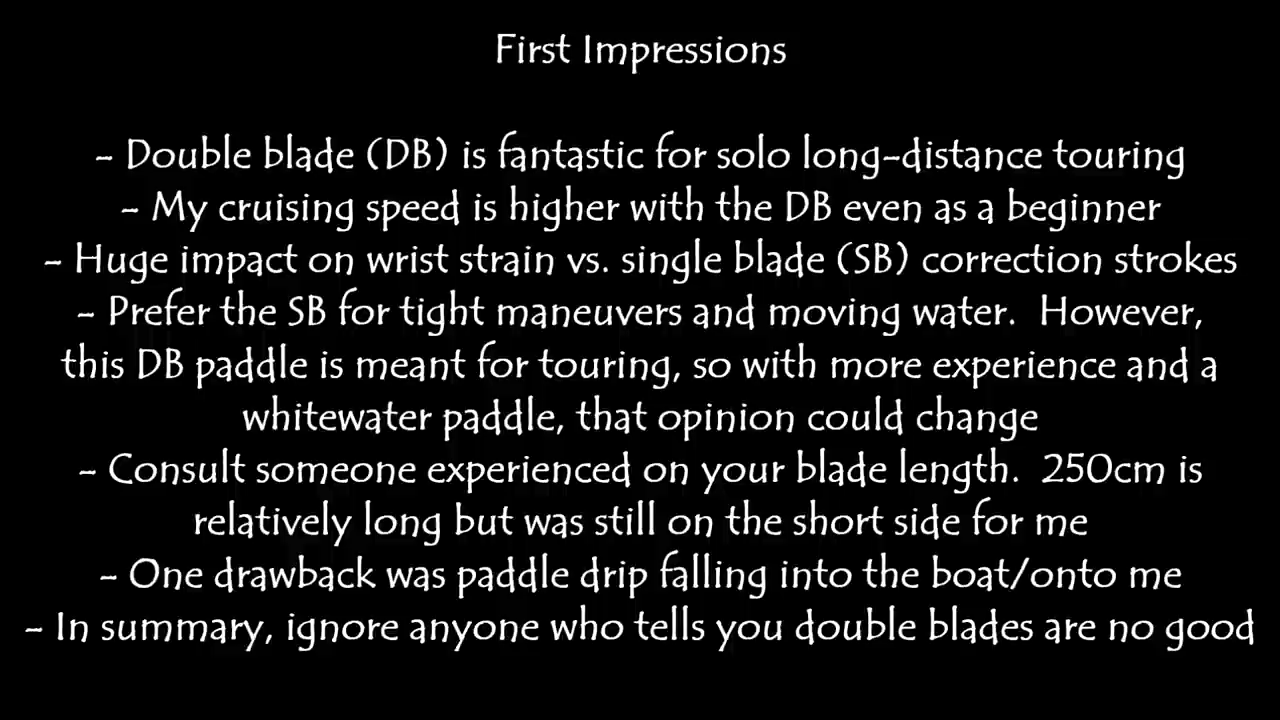 First Impressions
- Double blade (DB) is fantastic for solo long-distance touring
- My cruising speed is higher with the DB even as a beginner
- Huge impact on wrist strain vs. single blade (SB) correction strokes
- Prefer the SB for tight maneuvers and moving water.  However,
this DB paddle is meant for touring, so with more experience and a
whitewater paddle, that opinion could change
- Consult someone experienced on your blade length.  250cm is
relatively long but was still on the short side for me
- One drawback was paddle drip falling into the boat/onto me
- In summary, ignore anyone who tells you double blades are no good